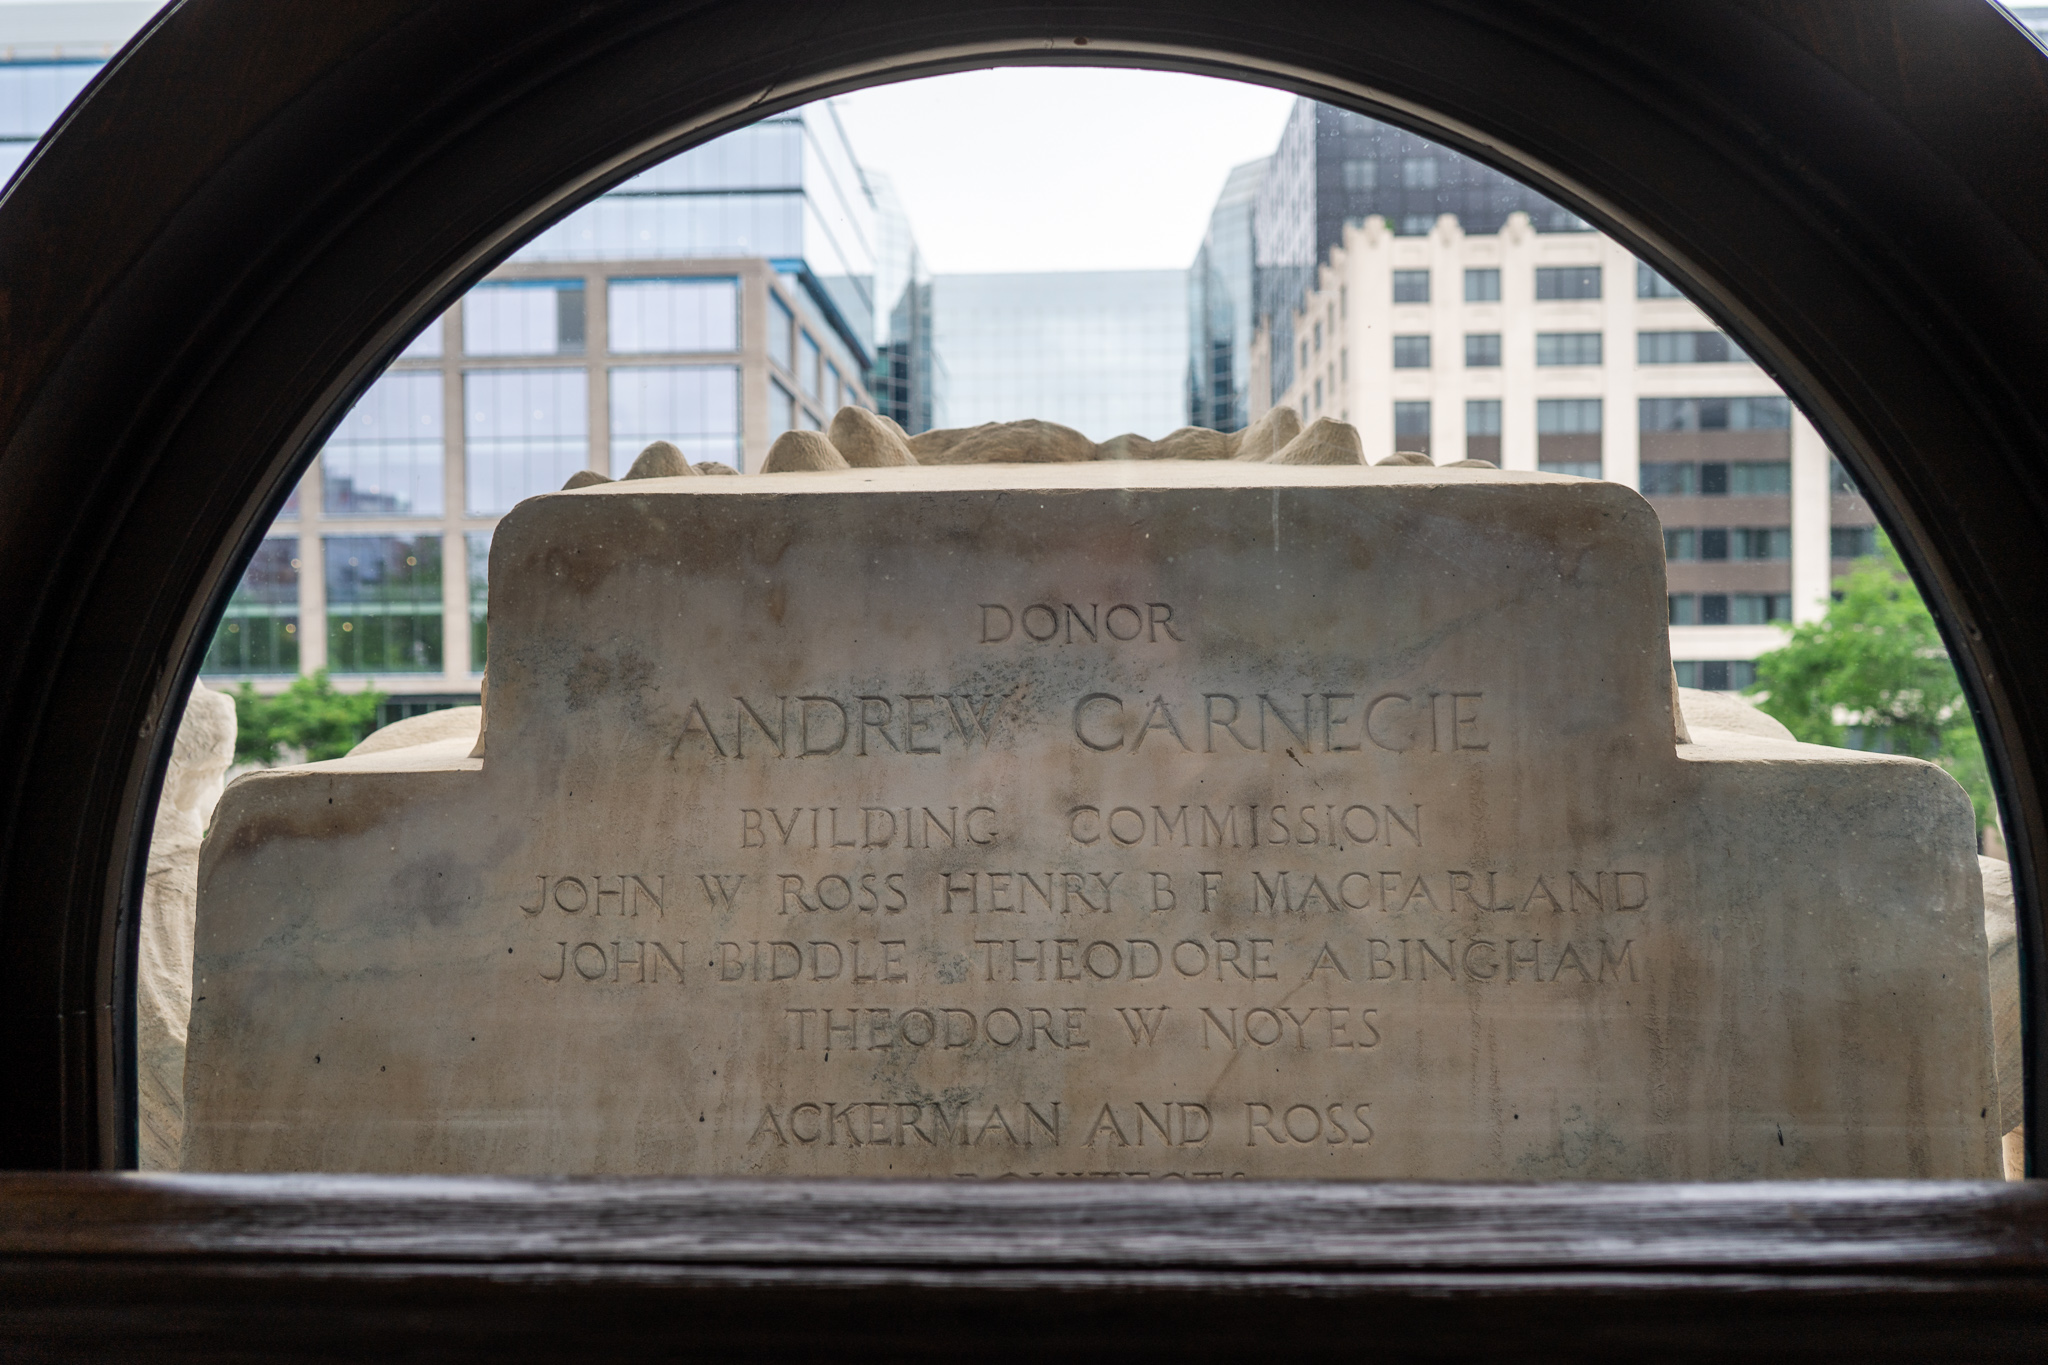 DONOR
ANDREW CARNEGIE
BVILDING COMMISSION
JOHN W ROSS HENRY B F MACFARLAND
JOHN BIDDLE THEODORE A BINGHAM
THEODORE W NOYES
ACKERMAN AND ROSS